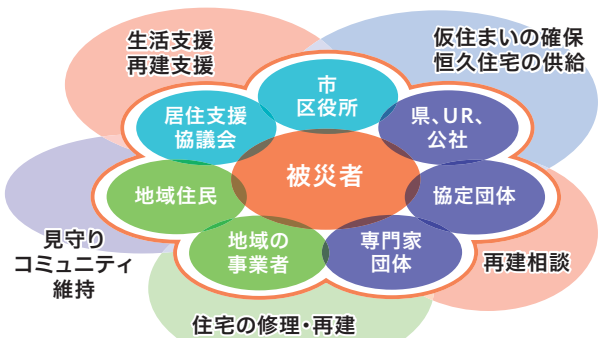 生活支援
再建支援
仮住まいの確保
恒久住宅の供給
市
区役所
居住支援
協議会
県、UR、
公社
被災者
地域住民
協定団体
地域の
事業者
専門家
団体
見守り
コミュニティ
維持
再建相談
住宅の修理・再建